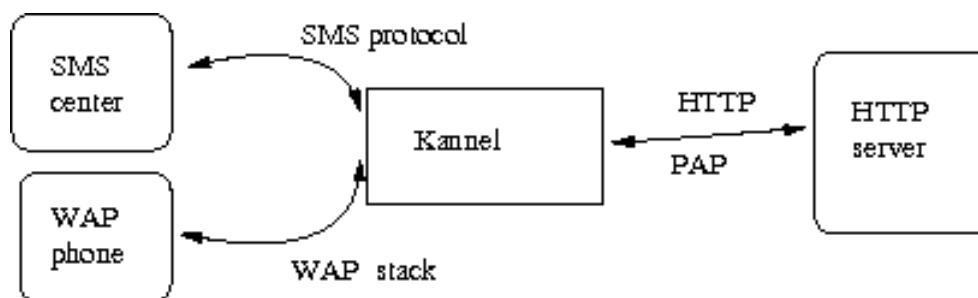 SMS protocol
SMS
center
Kannel
HTTP
PAP
HTTP
server
WAP
phone
WAP stack